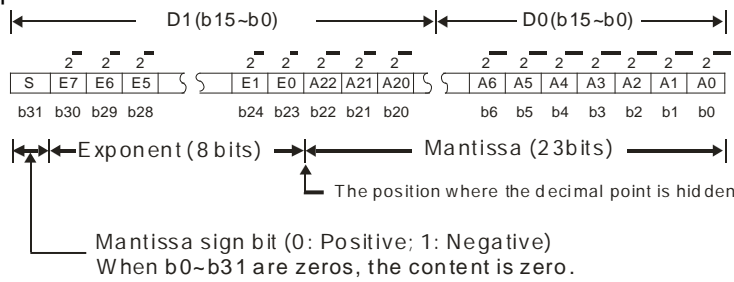 D1(b15~b0) D0(b15~b0)
2 2 2 2 2 2 2 2 2 2 2 2 2 2 2
S E7 E6 E5 E1 E0 A22 A21 A20 A6 A5 A4 A3 A2 A1 A0
b31 b30 b29 b28 b24 b23 b22 b21 b20 b6 b5 b4 b3 b2 b1 b0
Exponent (8 bits) Mantissa (23bits)
The position where the decimal point is hidden
Mantissa sign bit (0: Positive; 1: Negative)
When b0~b31 are zeros, the content is zero.